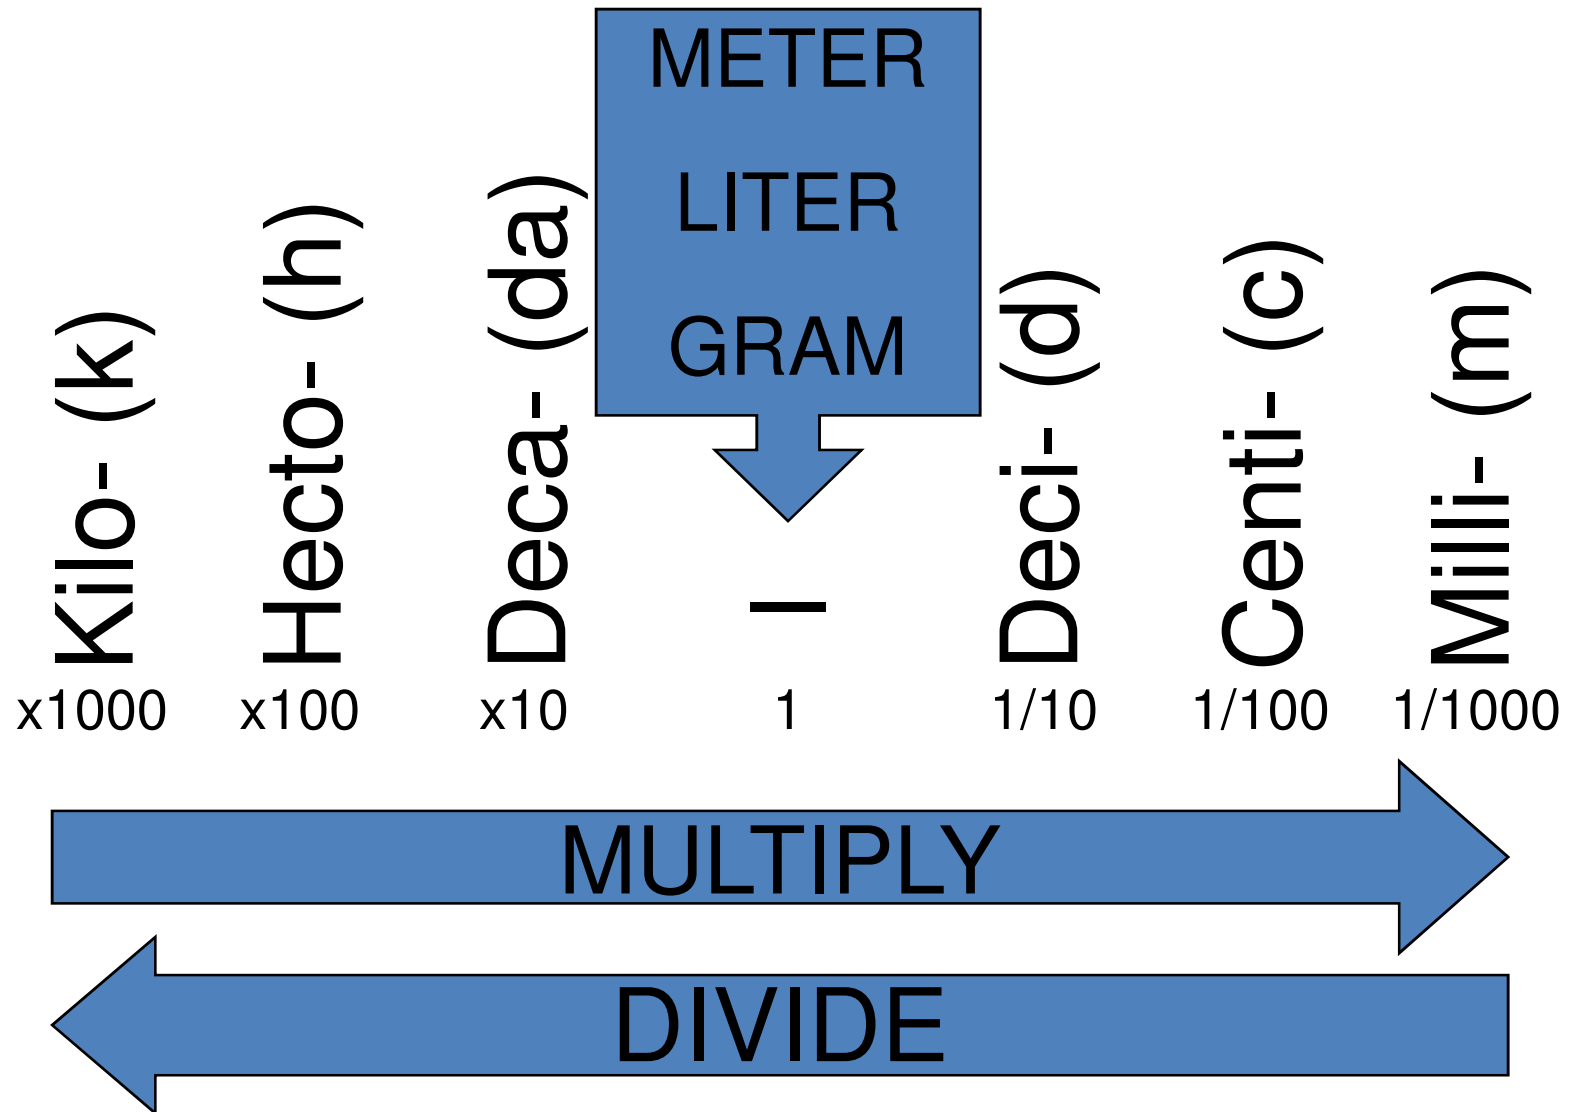 METER
LITER
GRAM
Kilo- (k)
Hecto- (h)
Deca- (da)
|
Deci- (d)
Centi- (c)
Milli- (m)
x1000
x100
x10
1
1/10
1/100
1/1000
MULTIPLY
DIVIDE